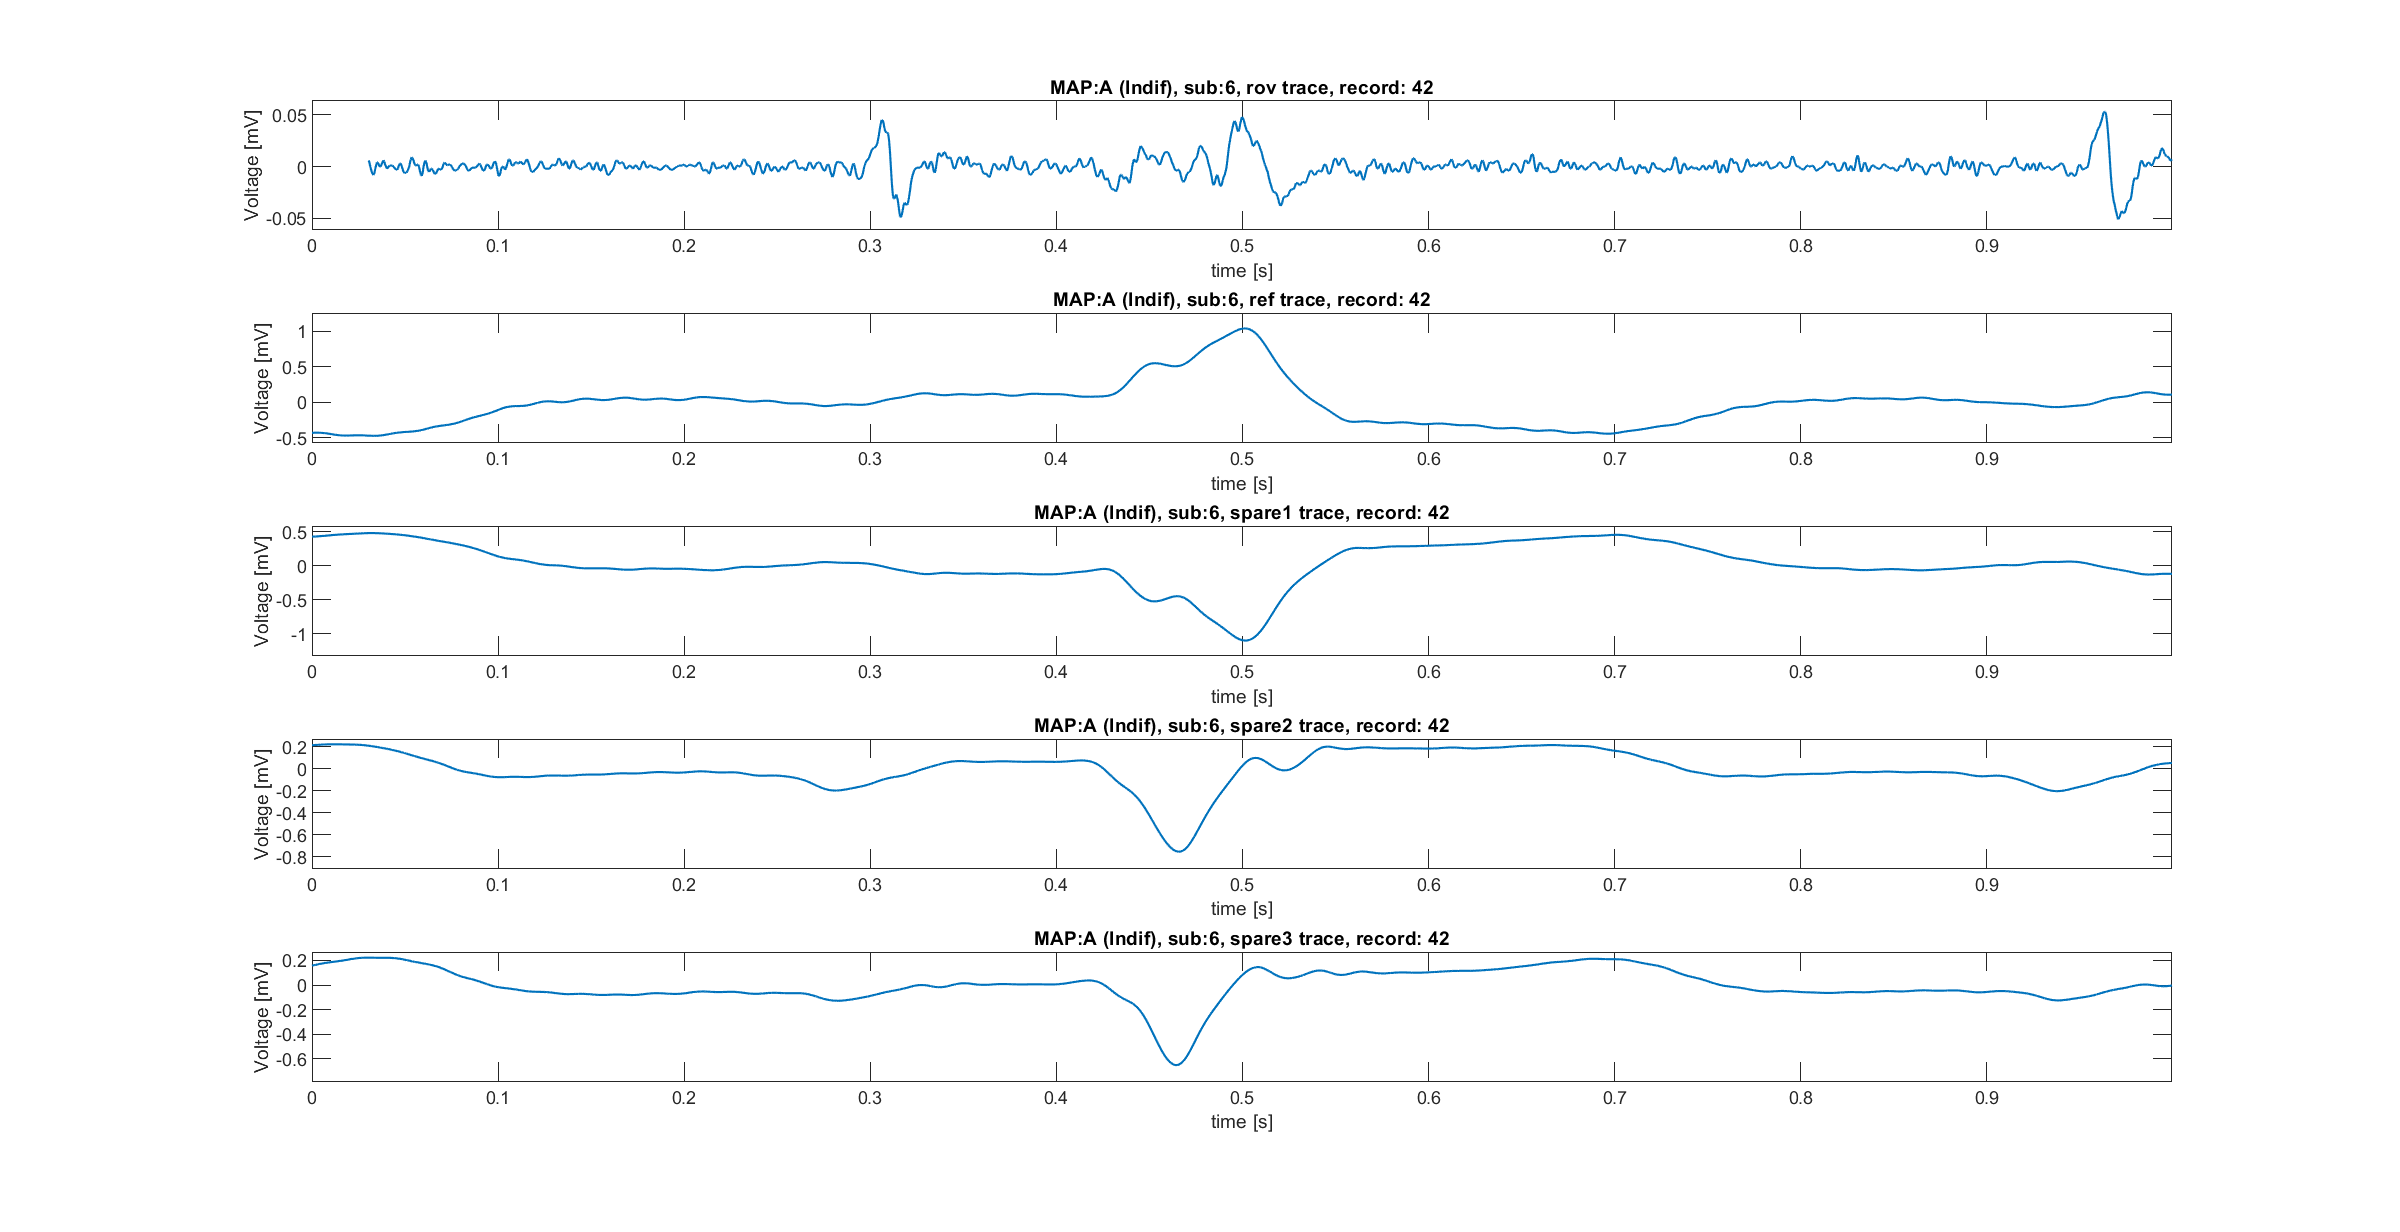 MAP:A (Indif), sub:6, rov trace, record: 42
Voltage [mV]
0.05
0
-0.05
0 0.1 0.2 0.3 0.4 0.5 0.6 0.7 0.8 0.9
time [s]
MAP:A (Indif), sub:6, ref trace, record: 42
Voltage [mV]
1
0.5
0
-0.5
0 0.1 0.2 0.3 0.4 0.5 0.6 0.7 0.8 0.9
time [s]
MAP:A (Indif), sub:6, spare1 trace, record: 42
Voltage [mV]
0.5
0
-0.5
-1
0 0.1 0.2 0.3 0.4 0.5 0.6 0.7 0.8 0.9
time [s]
MAP:A (Indif), sub:6, spare2 trace, record: 42
Voltage [mV]
0.2
0
-0.2
-0.4
-0.6
-0.8
0 0.1 0.2 0.3 0.4 0.5 0.6 0.7 0.8 0.9
time [s]
MAP:A (Indif), sub:6, spare3 trace, record: 42
Voltage [mV]
0.2
0
-0.2
-0.4
-0.6
0 0.1 0.2 0.3 0.4 0.5 0.6 0.7 0.8 0.9
time [s]